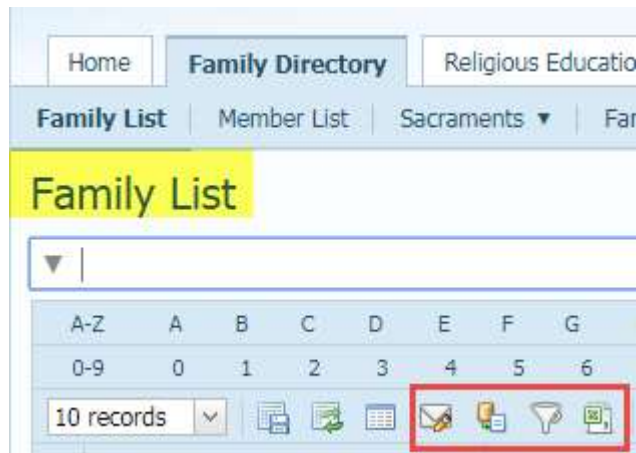 Home Family Directory Religious Educatio
Family List Member List Sacraments ▼ Far
Family List
A-Z A B C D E F G
0-9 0 1 2 3 4 5 6
10 records